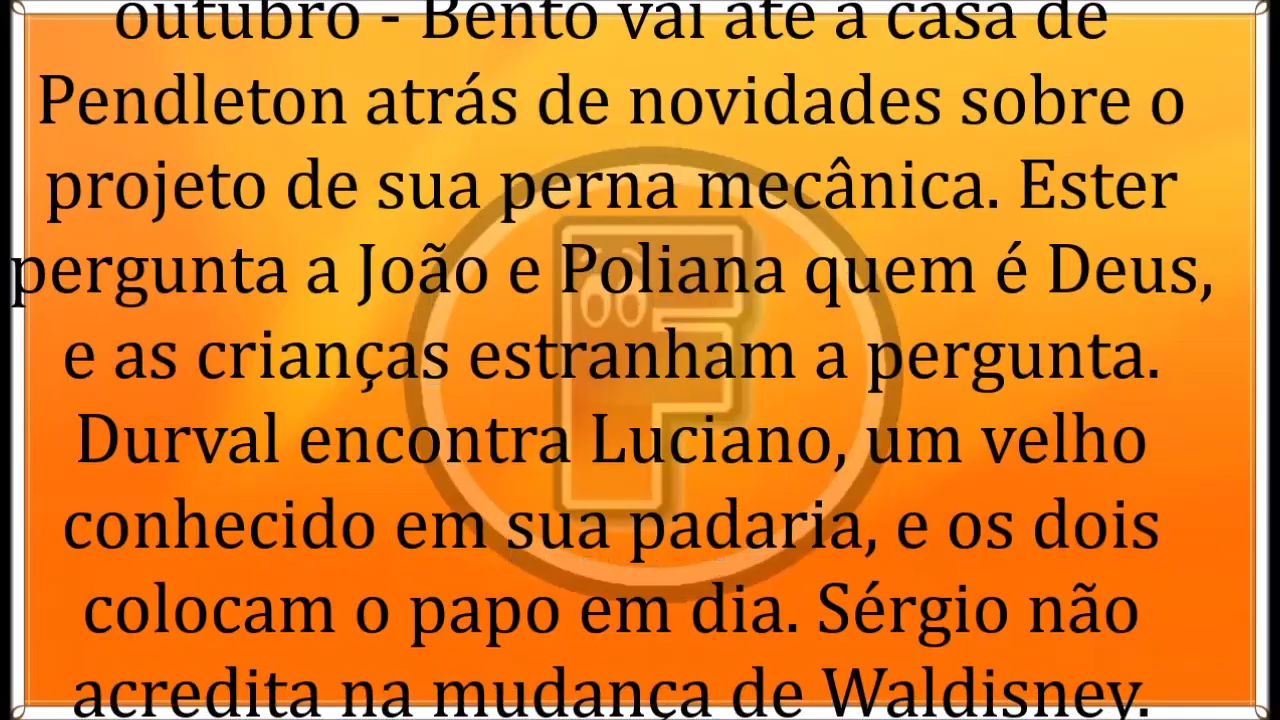 outubro - Bento vai até a casa de
Pendleton atrás de novidades sobre o
projeto de sua perna mecânica. Ester
pergunta a João e Poliana quem é Deus,
e as crianças estranham a pergunta.
Durval encontra Luciano, um velho
conhecido em sua padaria, e os dois
colocam o papo em dia. Sérgio não
acredita na mudança de Waldisney.